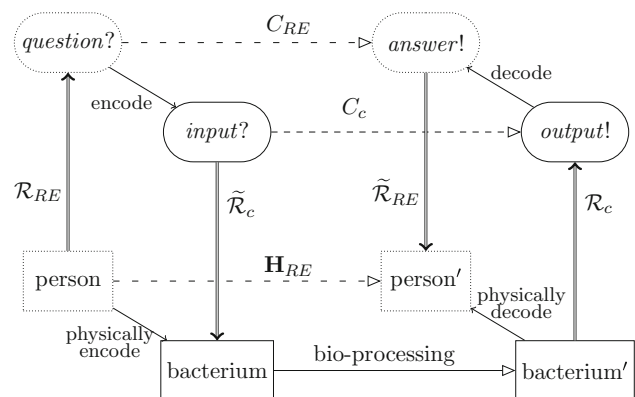 C_RE
question?
answer!
encode
decode
C_c
input?
output!
R_RE
R̃_c
R̃_RE
R_c
H_RE
person
person′
physically
encode
physically
decode
bio-processing
bacterium
bacterium′